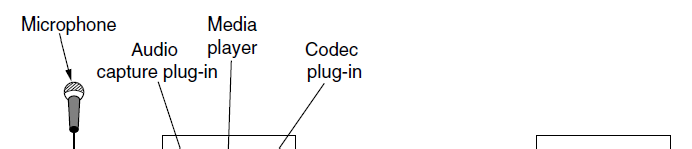 Microphone
Media
player
Audio
capture plug-in
Codec
plug-in